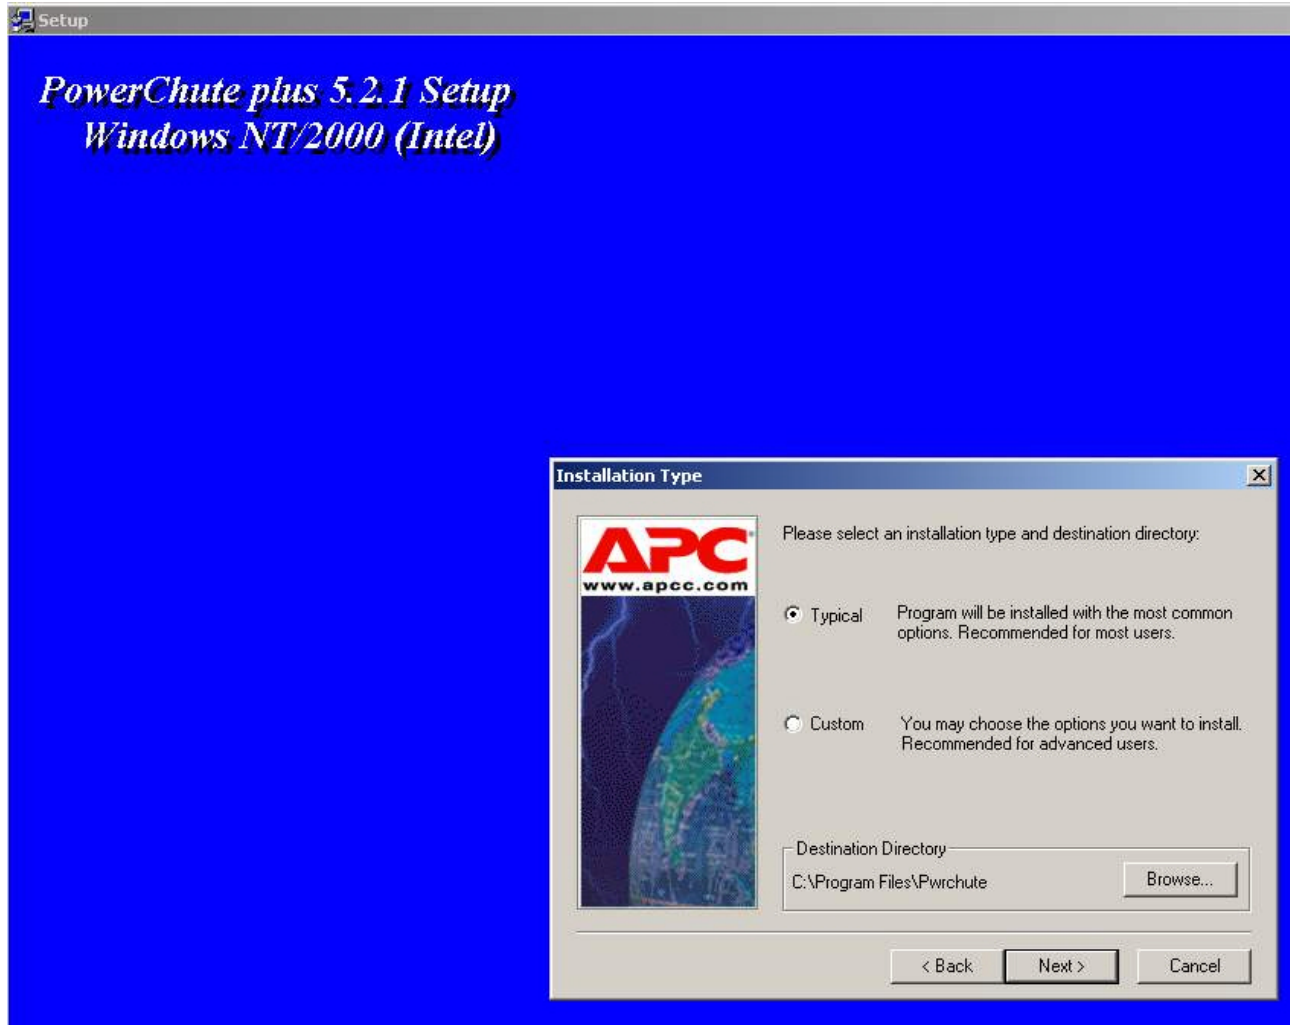 Setup
PowerChute plus 5.2.1 Setup
Windows NT/2000 (Intel)
Installation Type
APC
www.apcc.com
Please select an installation type and destination directory:
Typical
Program will be installed with the most common
options. Recommended for most users.
Custom
You may choose the options you want to install.
Recommended for advanced users.
Destination Directory
C:\Program Files\Pwrchute
Browse...
< Back
Next >
Cancel